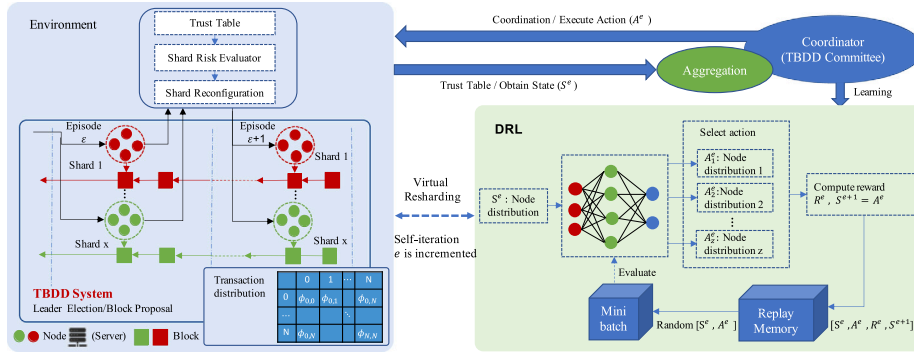 Environment
Trust Table
Shard Risk Evaluator
Shard Reconfiguration
Episode
ε
Episode
ε+1
Shard 1
Shard 1
⋮
⋮
Shard x
Shard x
TBDD System
Leader Election/Block Proposal
Node
(Server)
Block
Transaction
distribution
0 1 ⋯ N
0 ϕ0,0 ϕ0,1 ϕ0,N
... ⋱
N ϕ0,N ϕN,N
Coordination / Execute Action (A^e)
Trust Table / Obtain State (S^e)
Aggregation
Coordinator
(TBDD Committee)
Learning
Virtual
Resharding
Self-iteration
e is incremented
DRL
S^e: Node
distribution
Select action
A^e_1: Node
distribution 1
A^e_2:Node
distribution 2
⋮
A^e_z: Node
distribution z
Compute reward
R^e , S^{e+1} = A^e
Evaluate
Mini
batch
Random [S^e , A^e ]
Replay
Memory
[S^e , A^e , R^e , S^{e+1}]